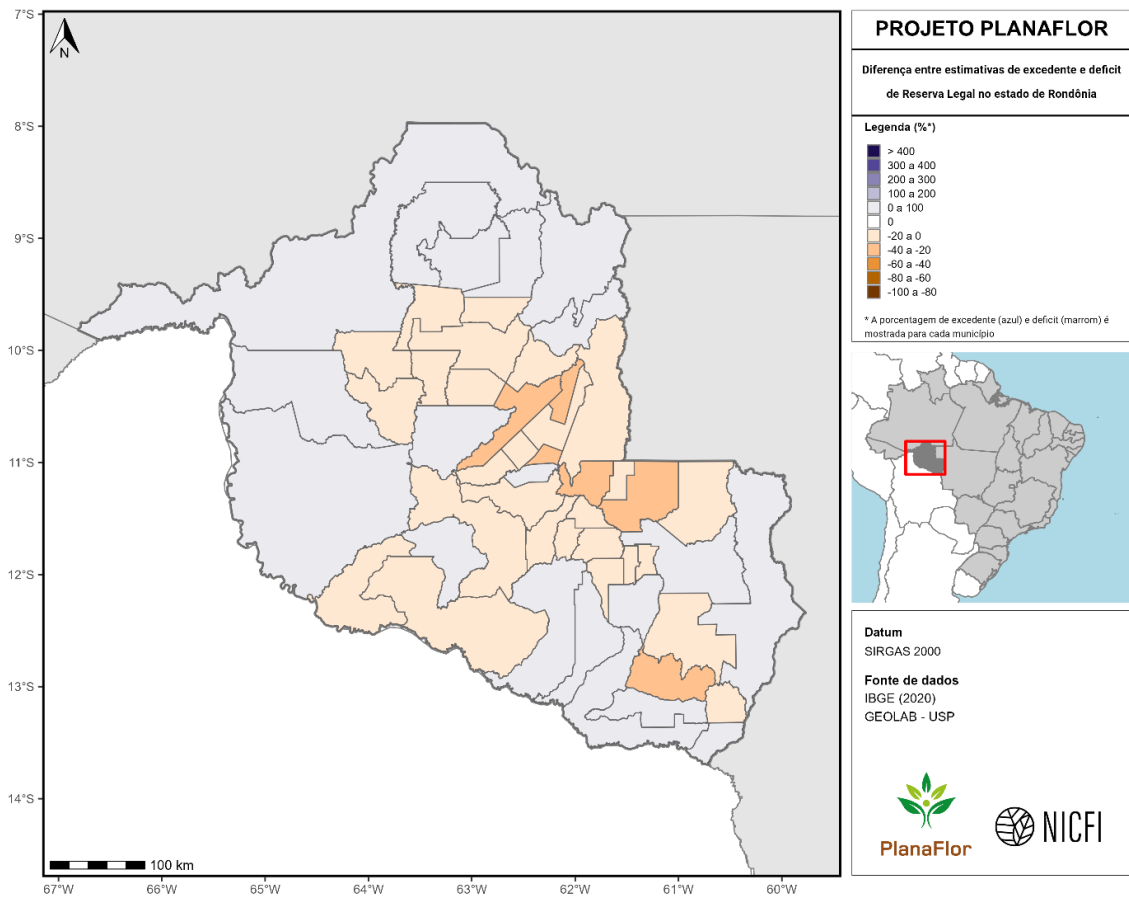 7°S
8°S
9°S
10°S
11°S
12°S
13°S
14°S
N
100 km
67°W
66°W
65°W
64°W
63°W
62°W
61°W
60°W
PROJETO PLANAFLOR
Diferença entre estimativas de excedente e deficit
de Reserva Legal no estado de Rondônia
Legenda (%*)
> 400
300 a 400
200 a 300
100 a 200
0 a 100
0
-20 a 0
-40 a -20
-60 a -40
-80 a -60
-100 a -80
* A porcentagem de excedente (azul) e deficit (marrom) é
mostrada para cada município
Datum
SIRGAS 2000
Fonte de dados
IBGE (2020)
GEOLAB - USP
PlanaFlor
NICFI